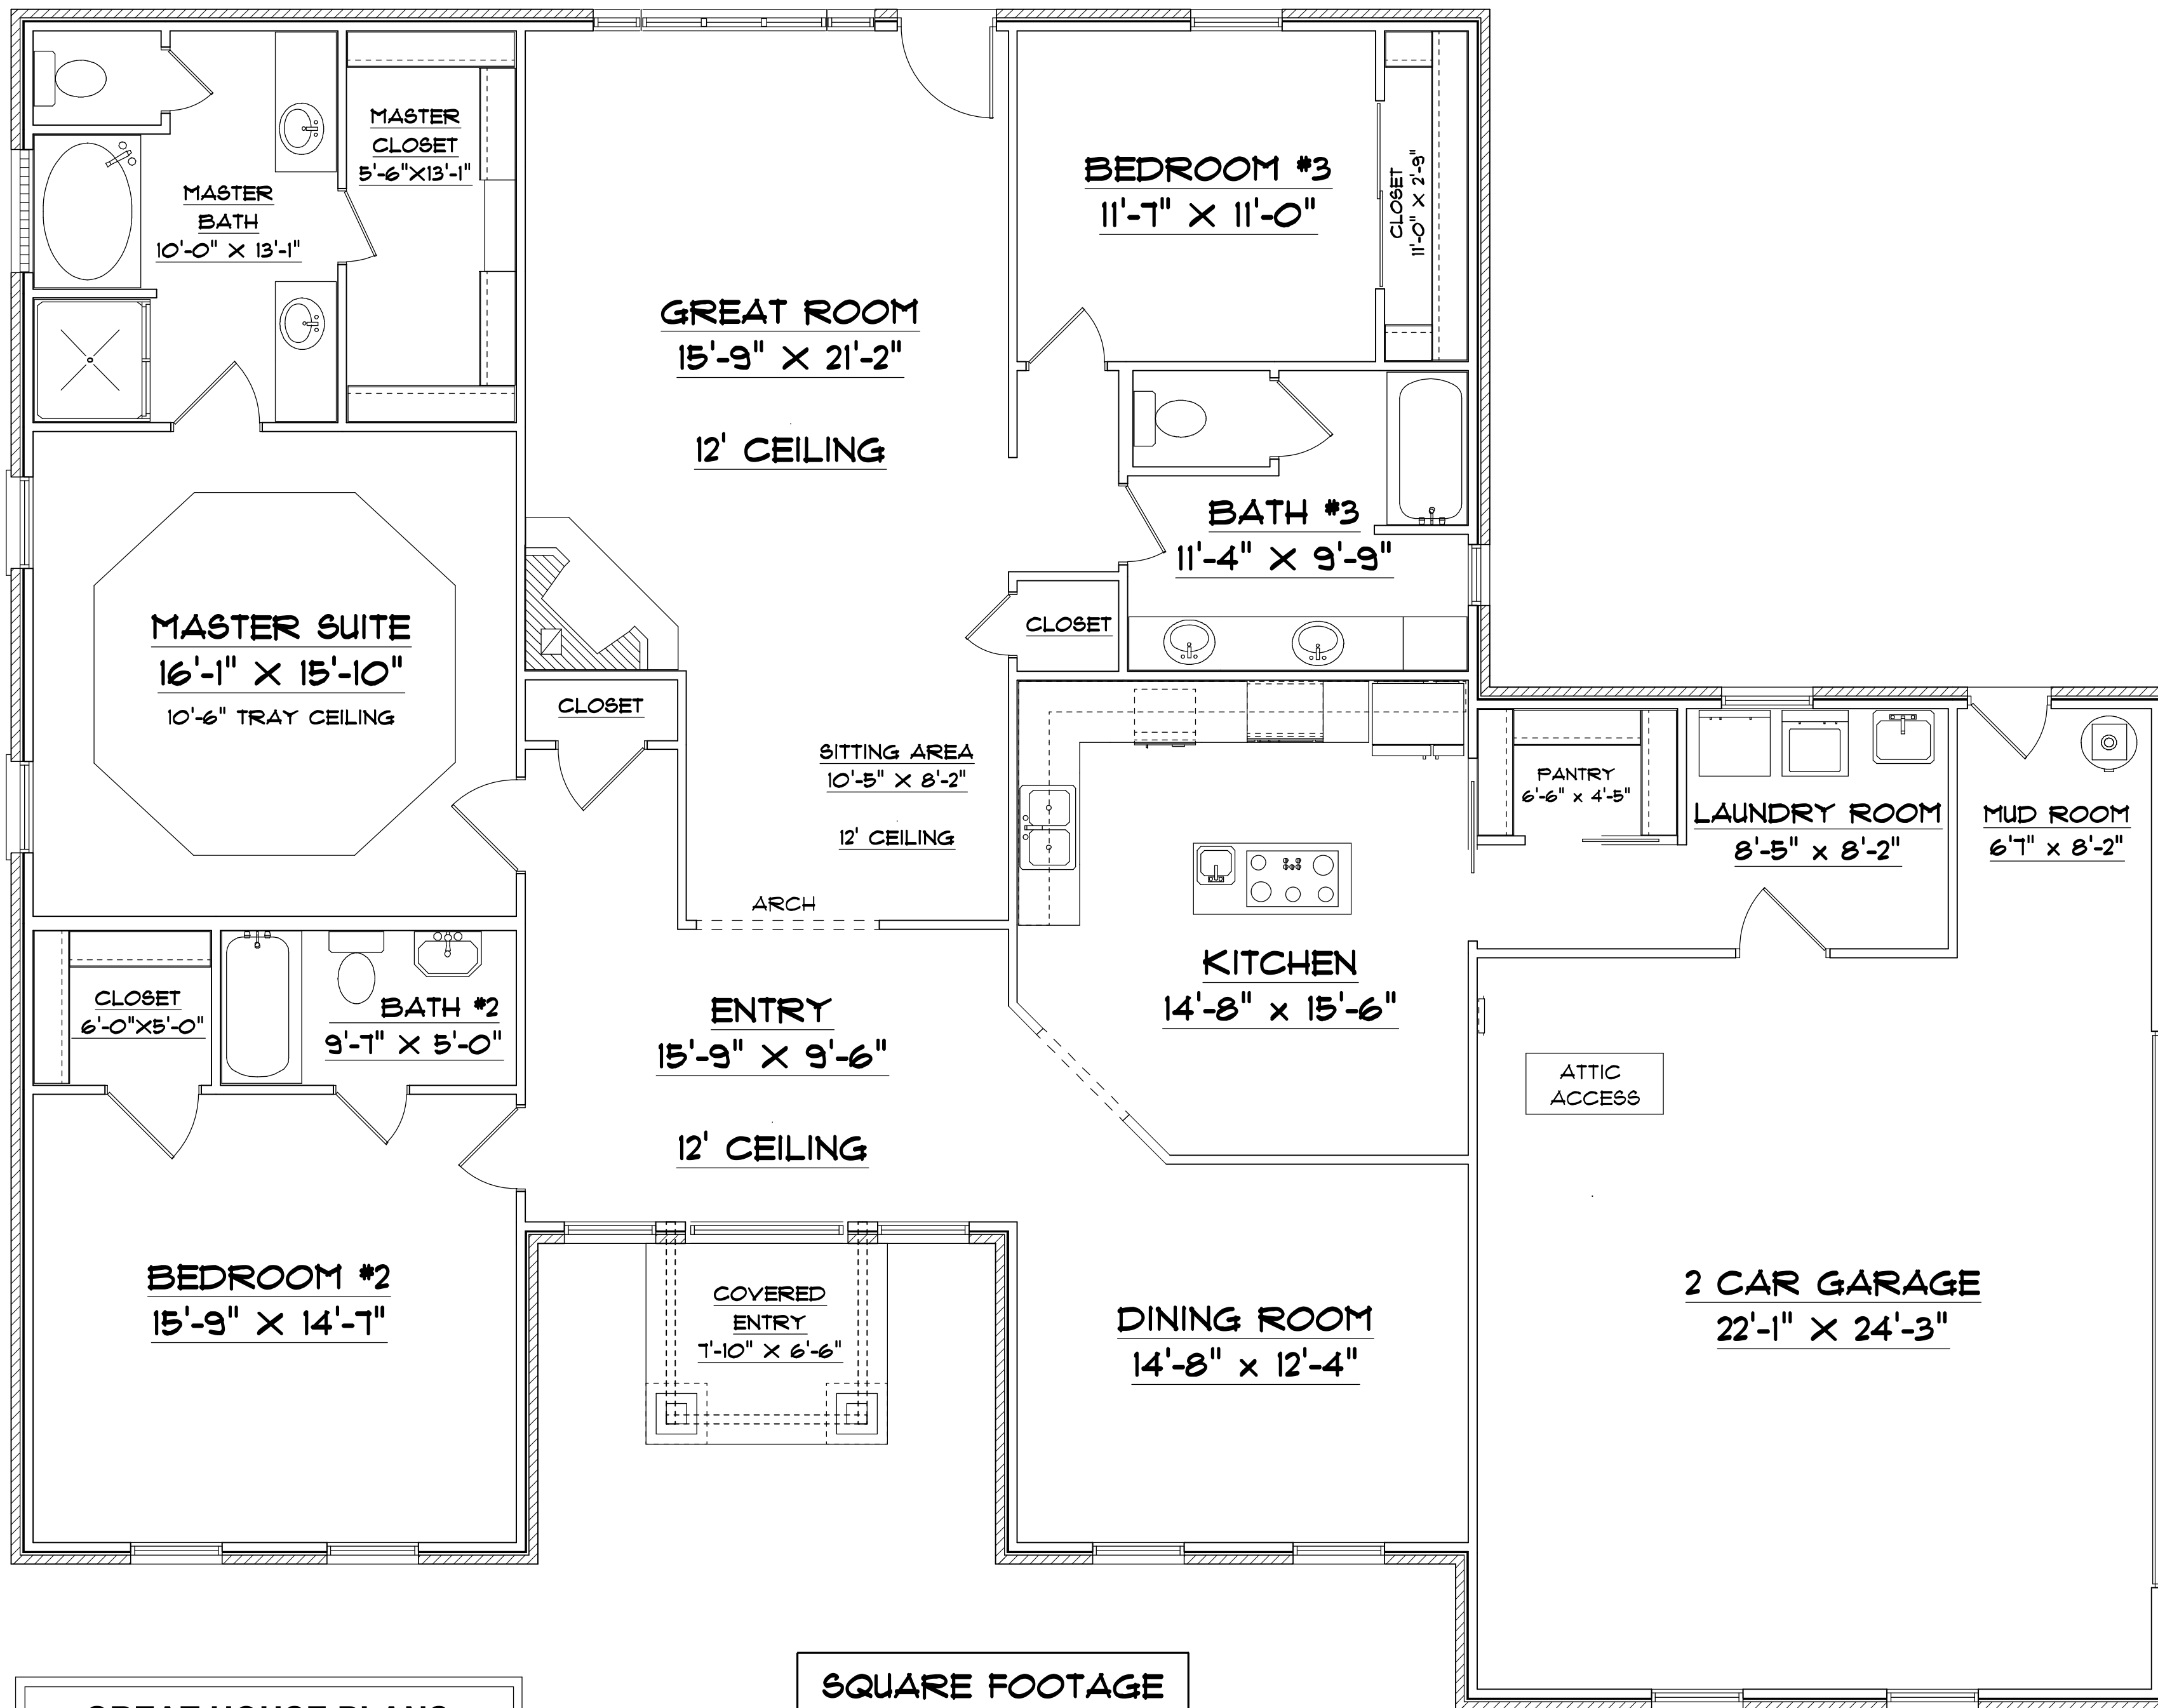 MASTER
CLOSET
5'-6"X13'-1"
MASTER
BATH
10'-0" X 13'-1"
GREAT ROOM
15'-9" X 21'-2"
12' CEILING
BEDROOM #3
11'-7" X 11'-0"
CLOSET
11'-0" X 2'-9"
BATH #3
11'-4" X 9'-9"
CLOSET
MASTER SUITE
16'-1" X 15'-10"
10'-6" TRAY CEILING
CLOSET
SITTING AREA
10'-5" X 8'-2"
12' CEILING
ARCH
PANTRY
6'-6" x 4'-5"
LAUNDRY ROOM
8'-5" x 8'-2"
MUD ROOM
6'7" x 8'-2"
KITCHEN
14'-8" x 15'-6"
CLOSET
6'-0"X5'-0"
BATH #2
9'-7" X 5'-0"
ENTRY
15'-9" X 9'-6"
12' CEILING
ATTIC
ACCESS
BEDROOM #2
15'-9" X 14'-7"
COVERED
ENTRY
7'-10" X 6'-6"
DINING ROOM
14'-8" x 12'-4"
2 CAR GARAGE
22'-1" X 24'-3"
SQUARE FOOTAGE
GREAT HOUSE PLANS